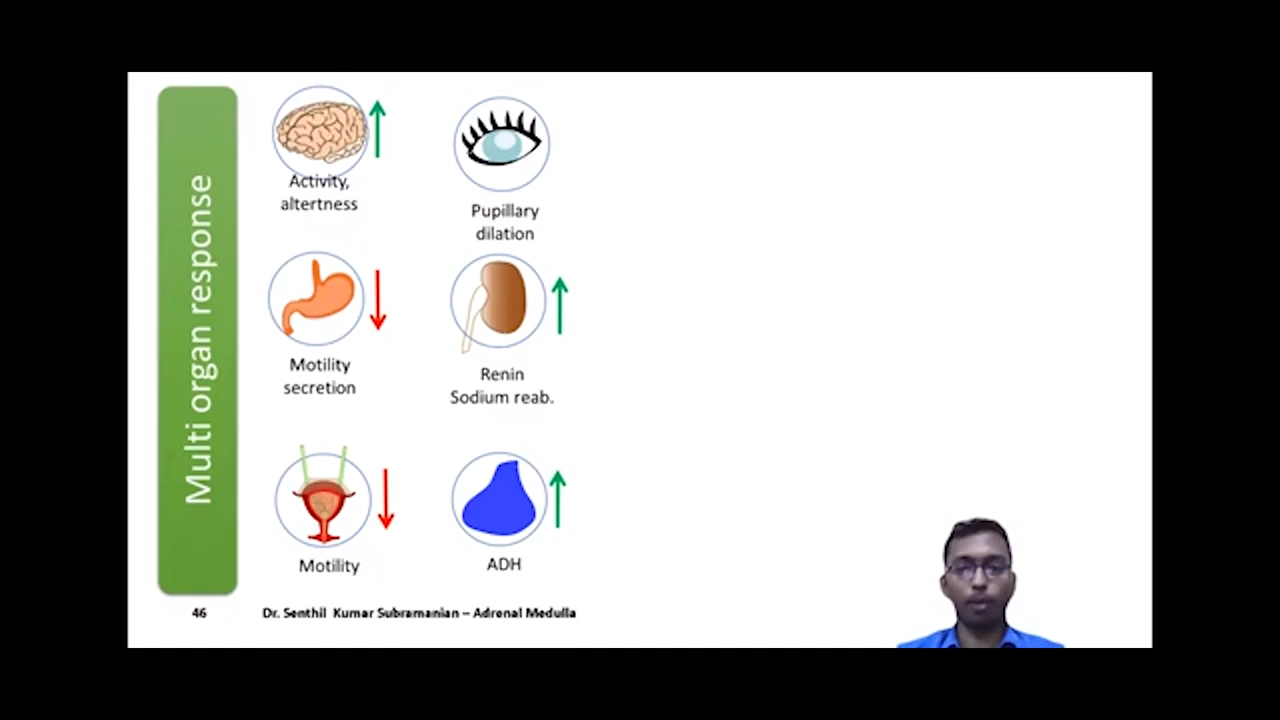 Multi organ response
Activity,
altertness
Pupillary
dilation
Motility
secretion
Renin
Sodium reab.
Motility
ADH
46
Dr. Senthil Kumar Subramanian – Adrenal Medulla